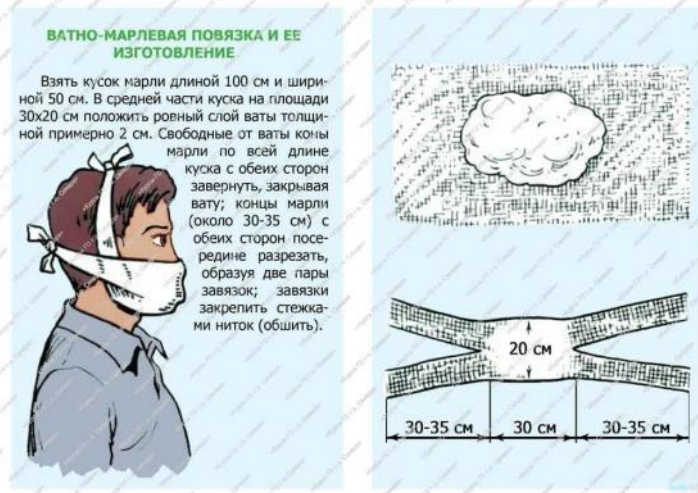 ВАТНО-МАРЛЕВАЯ ПОВЯЗКА И ЕЕ
ИЗГОТОВЛЕНИЕ
Взять кусок марли длиной 100 см и шири-
ной 50 см. В средней части куска на площади
30х20 см положить ровный слой ваты толщи-
ной примерно 2 см. Свободные от ваты коны
марли по всей длине
куска с обеих сторон
завернуть, закрывая
вату; концы марли
(около 30-35 см) с
обеих сторон посе-
редине разрезать,
образуя две пары
завязок; завязки
закрепить стежка-
ми ниток (обшить).
20 см
30-35 см
30 см
30-35 см